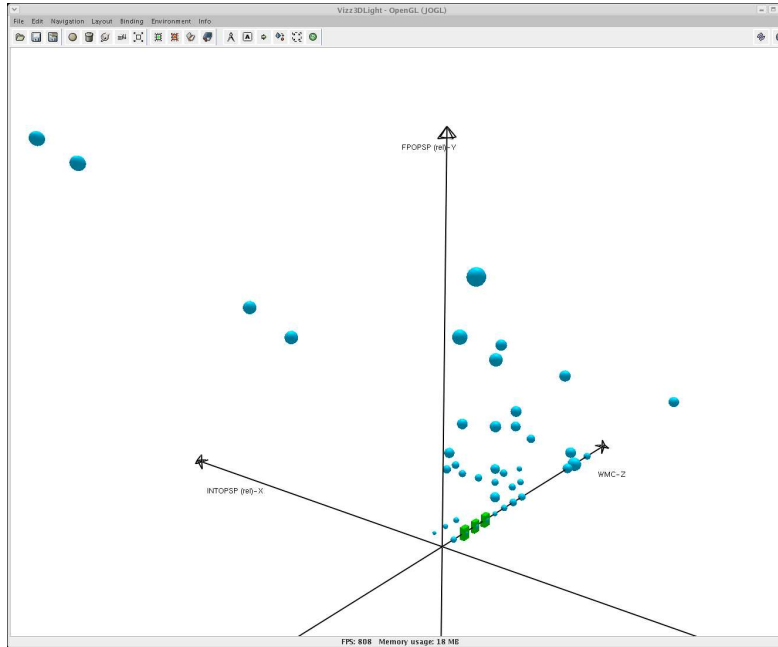 Vizz3DLight - OpenGL (JOGL)
File Edit Navigation Layout Binding Environment Info
A A
FPOPSP (rel)-Y
INTOPSP (rel)-X
WMC-Z
FPS: 808 Memory usage: 18 MB